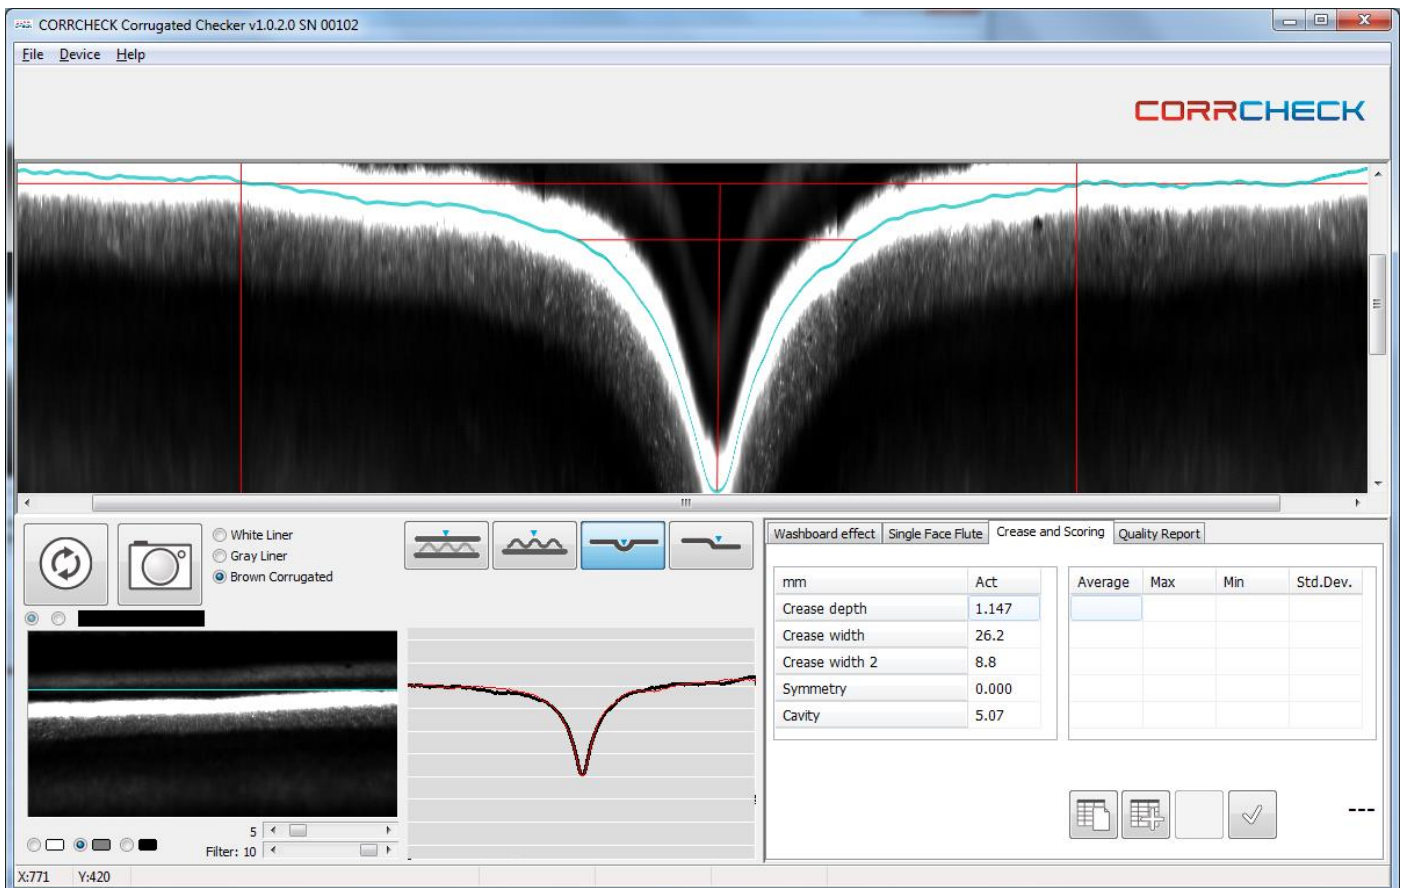 CORRCHECK Corrugated Checker v1.0.2.0 SN 00102
File Device Help
CORRCHECK
White Liner
Gray Liner
Brown Corrugated
Washboard effect Single Face Flute Crease and Scoring Quality Report
mm Act Average Max Min Std.Dev.
Crease depth 1.147
Crease width 26.2
Crease width 2 8.8
Symmetry 0.000
Cavity 5.07
5
Filter: 10
---
X:771 Y:420